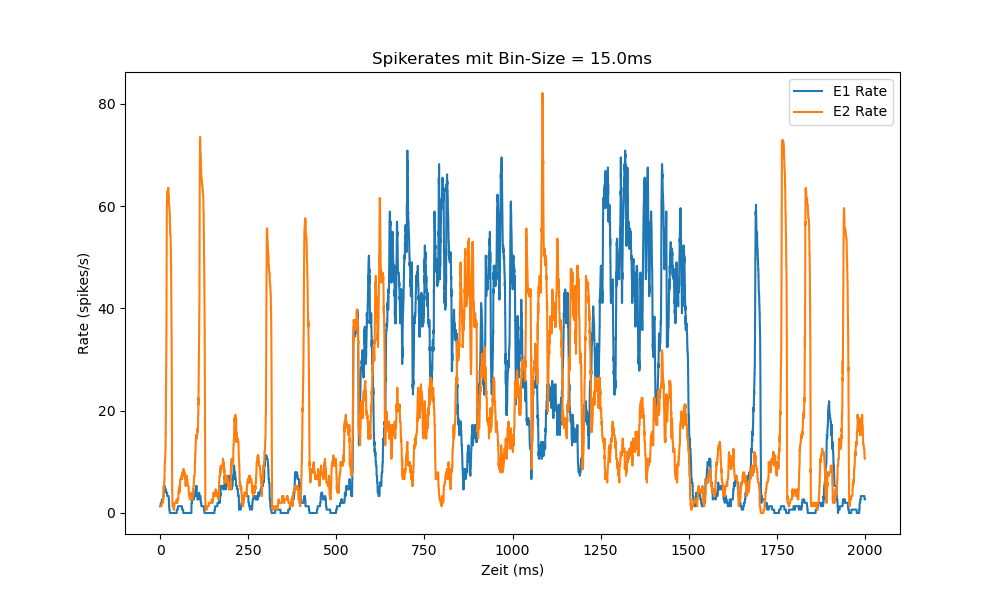 Spikerates mit Bin-Size = 15.0ms
E1 Rate
E2 Rate
80
60
40
20
0
Rate (spikes/s)
0 250 500 750 1000 1250 1500 1750 2000
Zeit (ms)